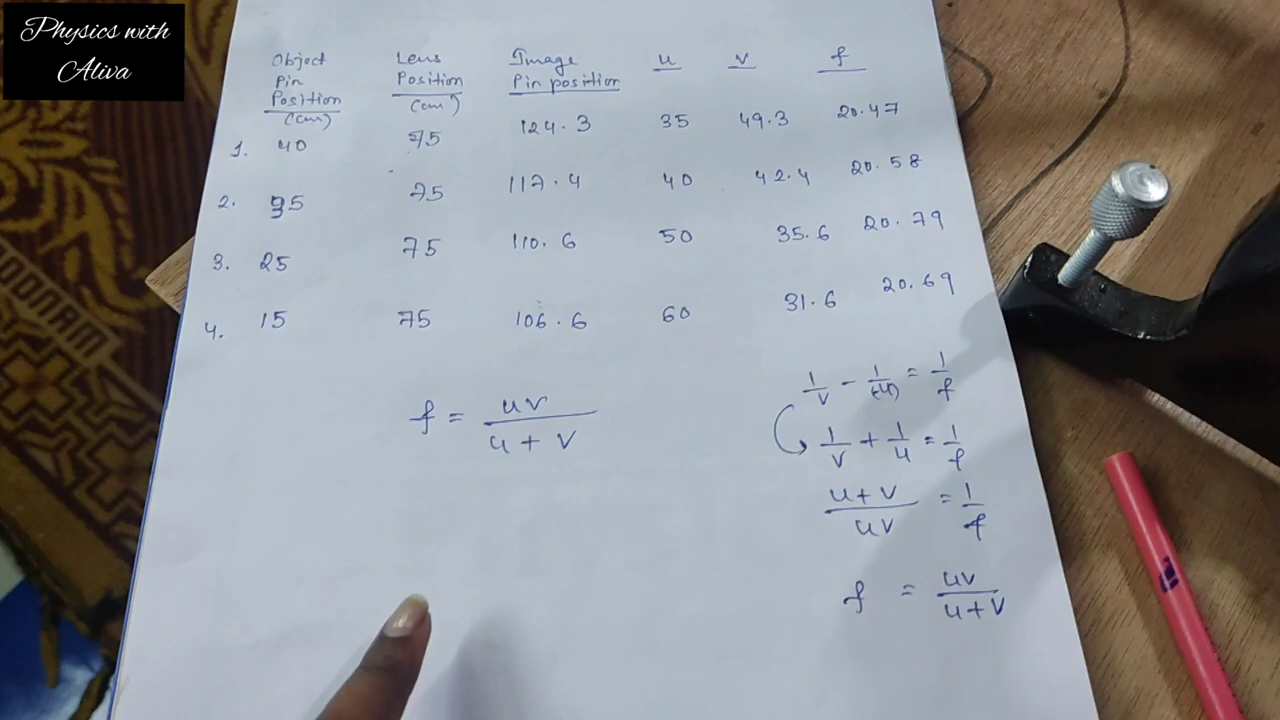 Physics with
Aliva
Object Pin Position (cm) Lens Position (cm) Image Pin position u v f
1. 40 75 124.3 35 49.3 20.47
2. 35 75 117.4 40 42.4 20.58
3. 25 75 110.6 50 35.6 20.79
4. 15 75 106.6 60 31.6 20.69
f = uv / u + v
1/v - 1/(-u) = 1/f
1/v + 1/u = 1/f
u+v / uv = 1/f
f = uv / u+v